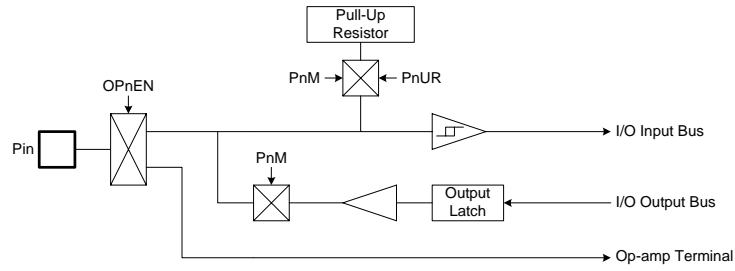 Pull-Up
Resistor
PnM
PnUR
OPnEN
Pin
I/O Input Bus
PnM
Output
Latch
I/O Output Bus
Op-amp Terminal